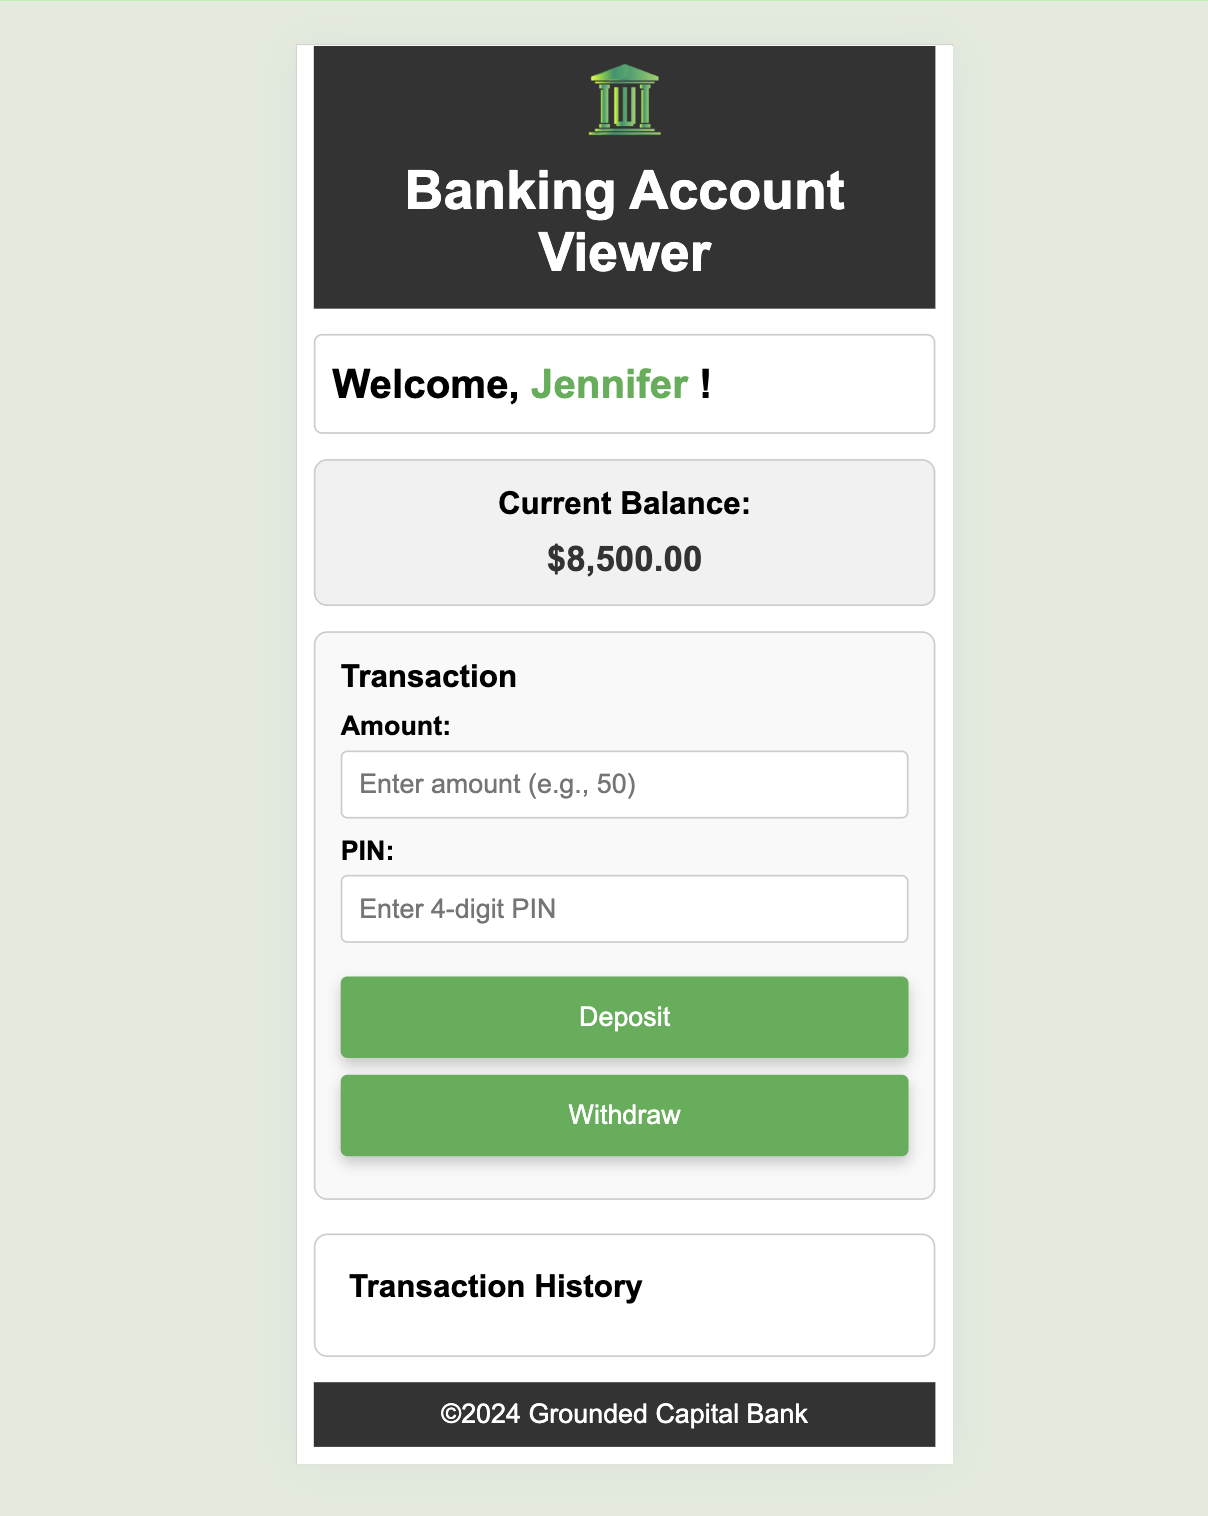 Banking Account
Viewer
Welcome, Jennifer !
Current Balance:
$8,500.00
Transaction
Amount:
Enter amount (e.g., 50)
PIN:
Enter 4-digit PIN
Deposit
Withdraw
Transaction History
©2024 Grounded Capital Bank